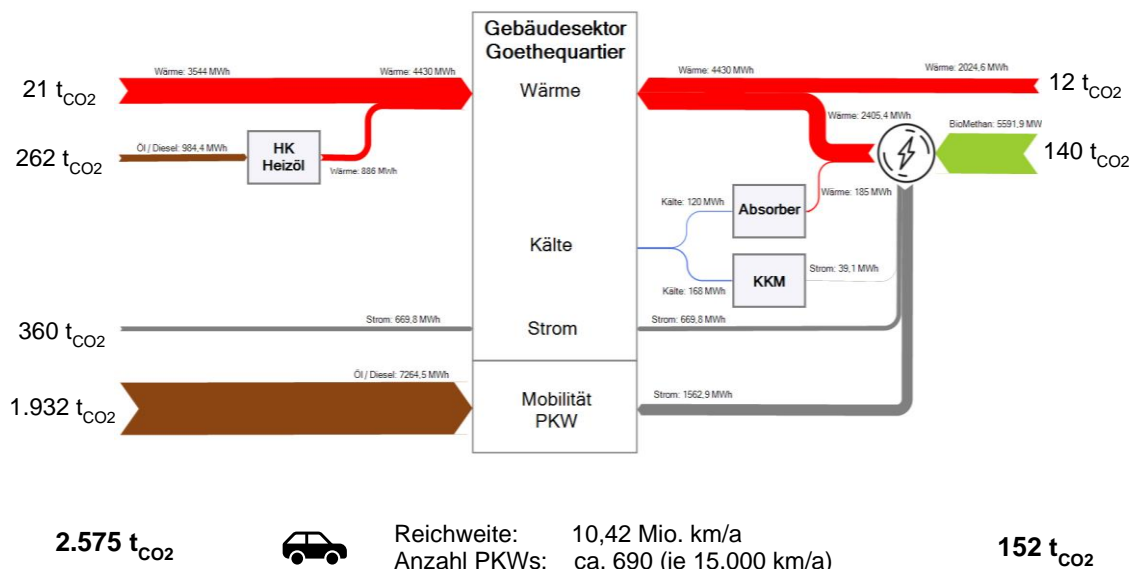 Gebäudesektor
Goethequartier
Wärme: 3544 MWh
Wärme: 4430 MWh
21 tCO2
Wärme
Wärme: 4430 MWh
Wärme: 2024,6 MWh
12 tCO2
Öl / Diesel: 984,4 MWh
262 tCO2
HK
Heizöl
Wärme: 886 MWh
Wärme: 2405,4 MWh
BioMethan: 5591,9 MW
140 tCO2
Wärme: 185 MWh
Kälte: 120 MWh
Absorber
Kälte
Kälte: 168 MWh
KKM
Strom: 39,1 MWh
360 tCO2
Strom: 669,8 MWh
Strom
Strom: 669,8 MWh
Öl / Diesel: 7264,5 MWh
1.932 tCO2
Mobilität
PKW
Strom: 1562,9 MWh
2.575 tCO2
Reichweite: 10,42 Mio. km/a
Anzahl PKWs: ca. 690 (je 15.000 km/a)
152 tCO2